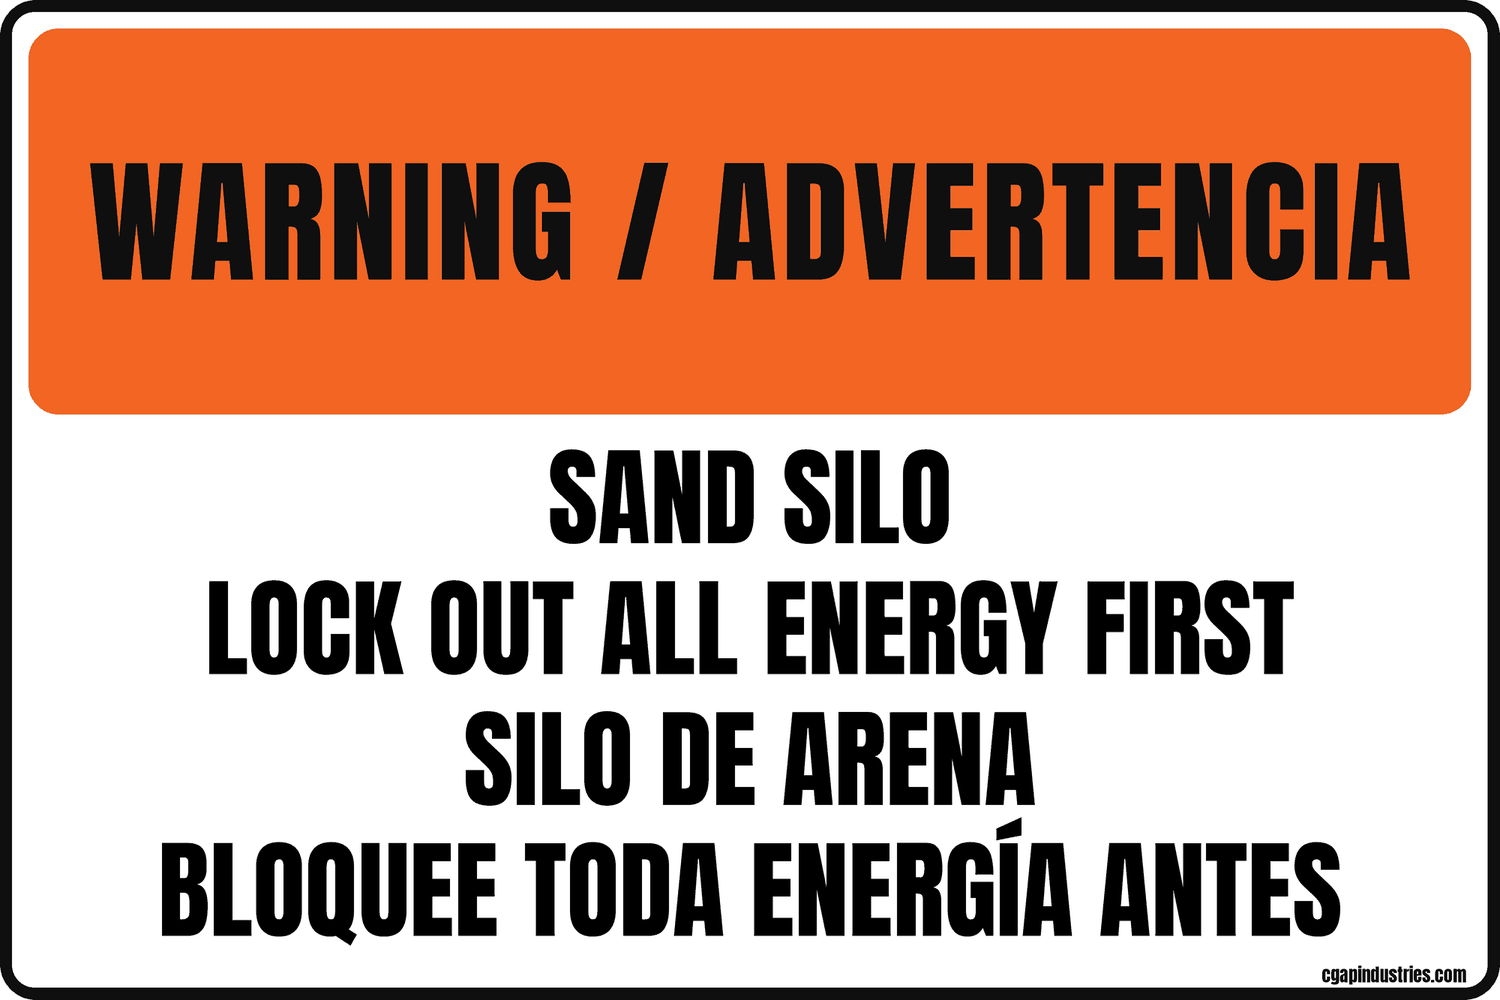 WARNING / ADVERTENCIA
SAND SILO
LOCK OUT ALL ENERGY FIRST
SILO DE ARENA
BLOQUEE TODA ENERGÍA ANTES
cgapindustries.com